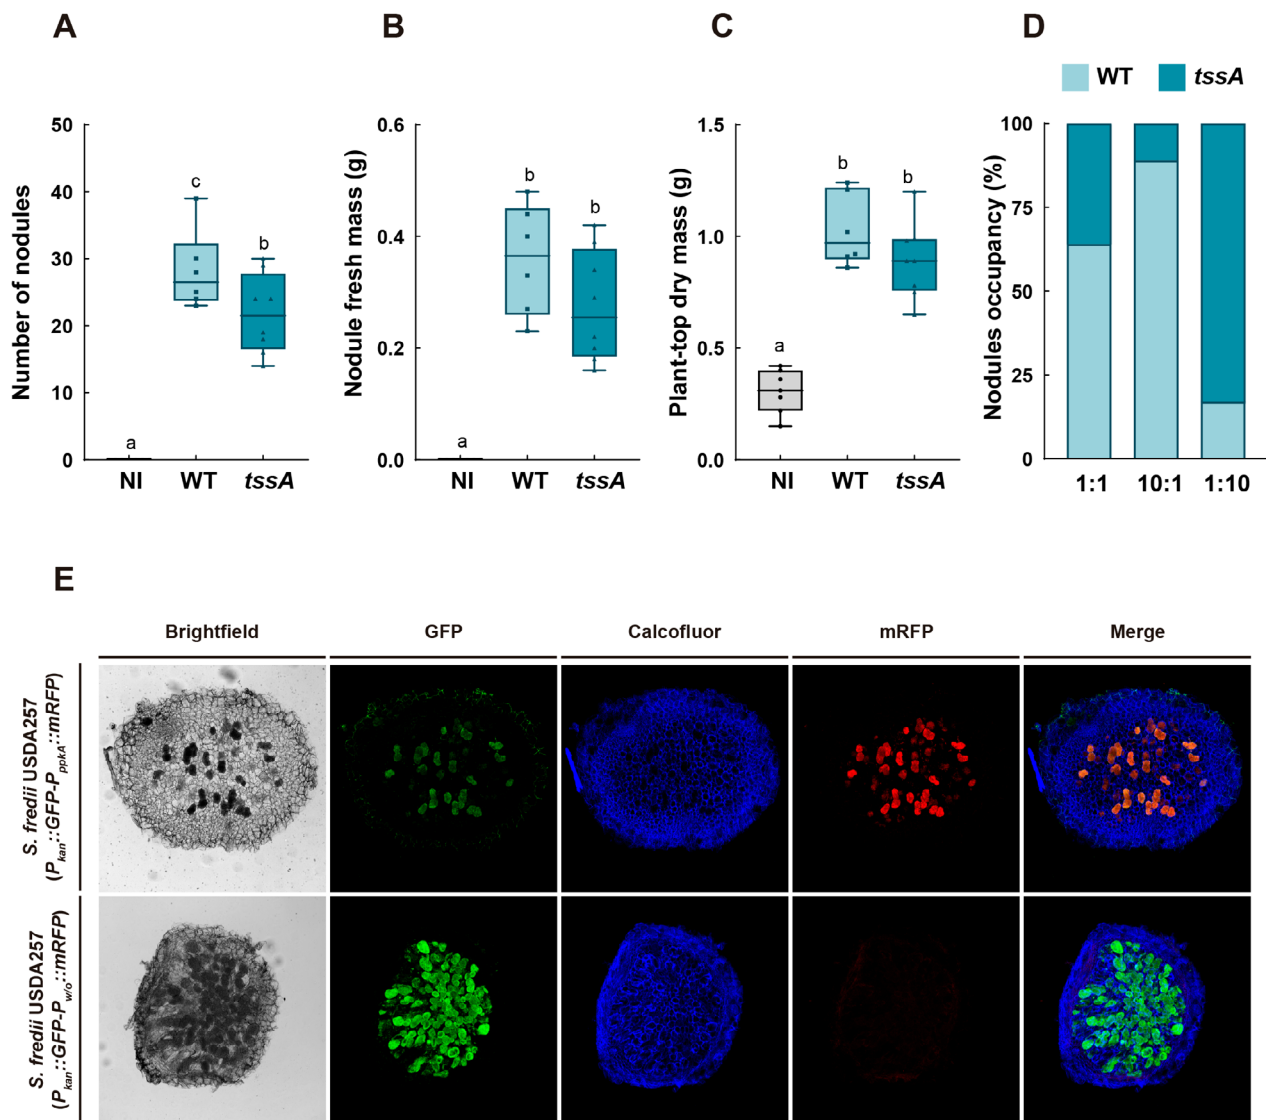 A
B
C
D
WT
tssA
Number of nodules
50
40
30
20
10
0
a
c
b
NI
WT
tssA
Nodule fresh mass (g)
0.6
0.4
0.2
0.0
a
b
b
NI
WT
tssA
Plant-top dry mass (g)
1.5
1.0
0.5
0.0
a
b
b
NI
WT
tssA
Nodules occupancy (%)
100
75
50
25
0
1:1
10:1
1:10
E
Brightfield
GFP
Calcofluor
mRFP
Merge
S. fredii USDA257
(Pkan::GFP-PppkA::mRFP)
S. fredii USDA257
(Pkan::GFP-Pw/o::mRFP)